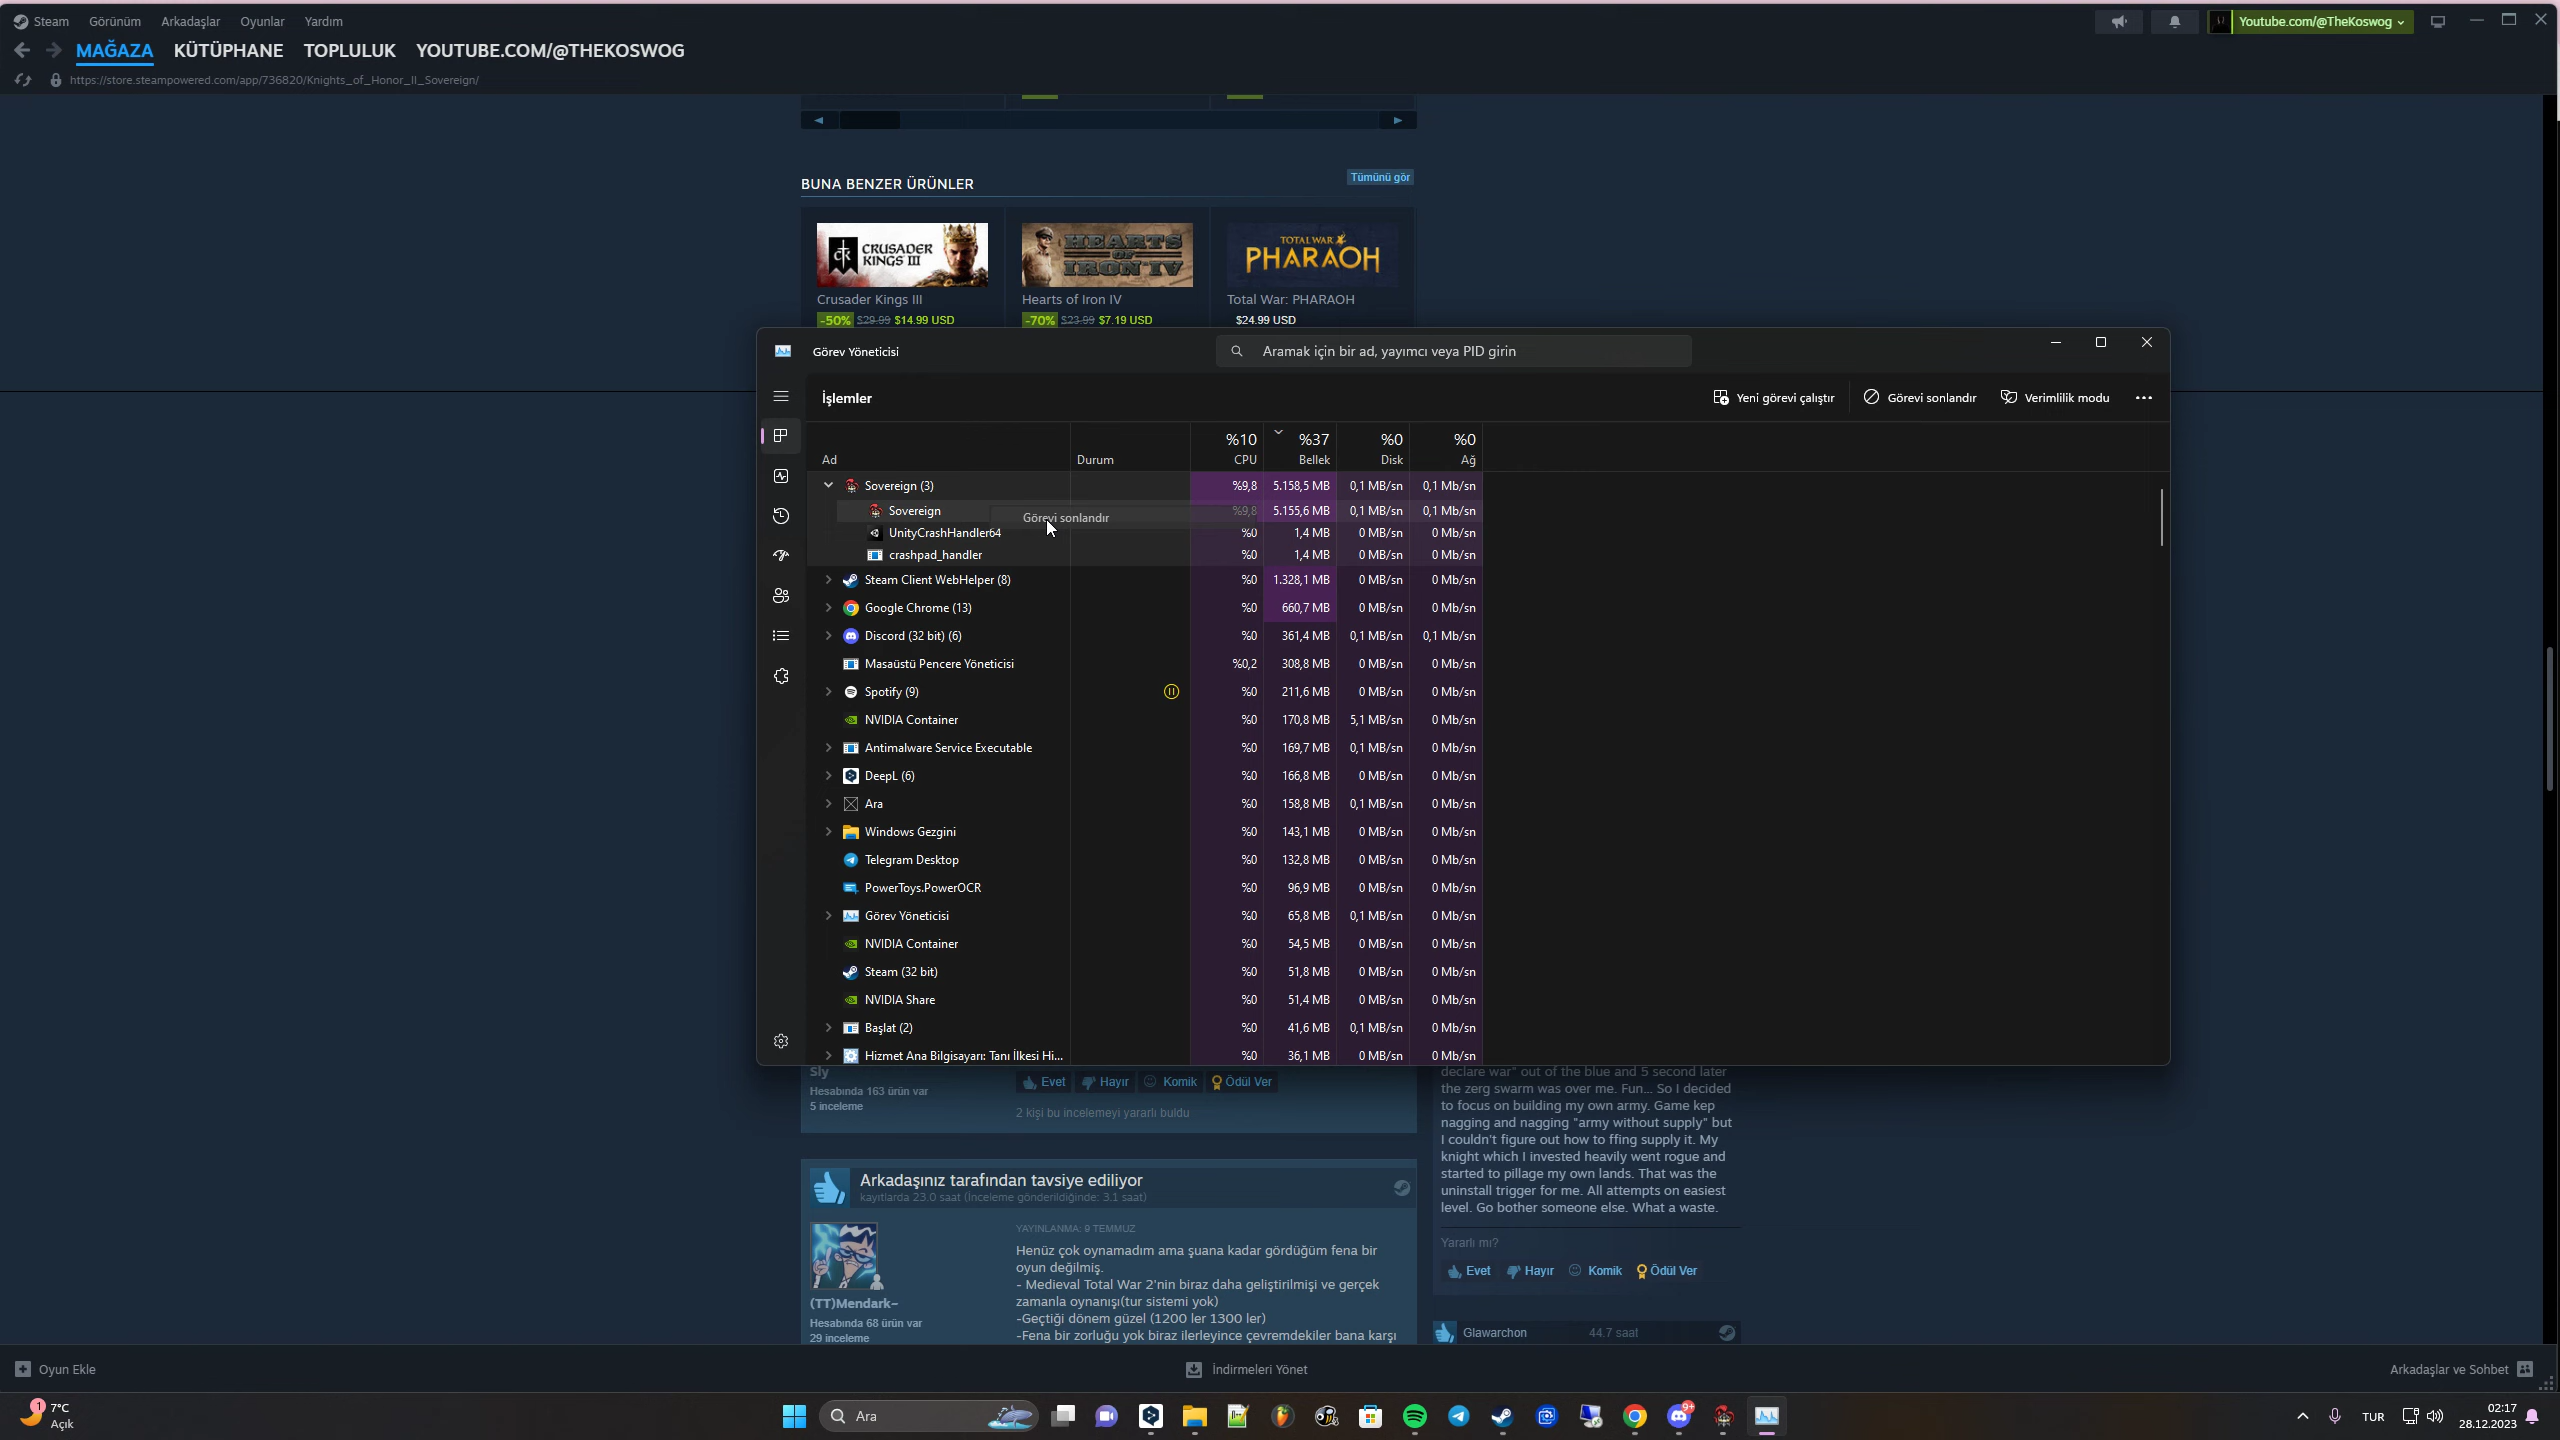 Steam Görünüm Arkadaşlar Oyunlar Yardım
Youtube.com/@TheKoswog
MAĞAZA KÜTÜPHANE TOPLULUK YOUTUBE.COM/@THEKOSWOG
https://store.steampowered.com/app/736820/Knights_of_Honor_II_Sovereign/
BUNA BENZER ÜRÜNLER
Tümünü gör
CRUSADER KINGS III
HEARTS OF IRON IV
TOTAL WAR PHARAOH
Crusader Kings III
Hearts of Iron IV
Total War: PHARAOH
-50% $29.99 $14.99 USD
-70% $23.99 $7.19 USD
$24.99 USD
Görev Yöneticisi
Aramak için bir ad, yayımcı veya PID girin
İşlemler
Yeni görevi çalıştır
Görevi sonlandır
Verimlilik modu
%10 %37 %0 %0
Ad Durum CPU Bellek Disk Ağ
Sovereign (3) %9,8 5.158,5 MB 0,1 MB/sn 0,1 Mb/sn
Sovereign %9,8 5.155,6 MB 0,1 MB/sn 0,1 Mb/sn
Görevi sonlandır
UnityCrashHandler64 %0 1,4 MB 0 MB/sn 0 Mb/sn
crashpad_handler %0 1,4 MB 0 MB/sn 0 Mb/sn
Steam Client WebHelper (8) %0 1.328,1 MB 0 MB/sn 0 Mb/sn
Google Chrome (13) %0 660,7 MB 0 MB/sn 0 Mb/sn
Discord (32 bit) (6) %0 361,4 MB 0,1 MB/sn 0,1 Mb/sn
Masaüstü Pencere Yöneticisi %0,2 308,8 MB 0 MB/sn 0 Mb/sn
Spotify (9) %0 211,6 MB 0 MB/sn 0 Mb/sn
NVIDIA Container %0 170,8 MB 5,1 MB/sn 0 Mb/sn
Antimalware Service Executable %0 169,7 MB 0,1 MB/sn 0 Mb/sn
DeepL (6) %0 166,8 MB 0 MB/sn 0 Mb/sn
Ara %0 158,8 MB 0,1 MB/sn 0 Mb/sn
Windows Gezgini %0 143,1 MB 0 MB/sn 0 Mb/sn
Telegram Desktop %0 132,8 MB 0 MB/sn 0 Mb/sn
PowerToys.PowerOCR %0 96,9 MB 0 MB/sn 0 Mb/sn
Görev Yöneticisi %0 65,8 MB 0,1 MB/sn 0 Mb/sn
NVIDIA Container %0 54,5 MB 0 MB/sn 0 Mb/sn
Steam (32 bit) %0 51,8 MB 0 MB/sn 0 Mb/sn
NVIDIA Share %0 51,4 MB 0 MB/sn 0 Mb/sn
Başlat (2) %0 41,6 MB 0,1 MB/sn 0 Mb/sn
Hizmet Ana Bilgisayarı: Tanı İlkesi Hi... %0 36,1 MB 0 MB/sn 0 Mb/sn
Sly
Hesabında 163 ürün var
5 inceleme
Evet Hayır Komik Ödül Ver
2 kişi bu incelemeyi yararlı buldu
declare war" out of the blue and 5 second later
the zerg swarm was over me. Fun... So I decided
to focus on building my own army. Game kep
nagging and nagging "army without supply" but
I couldn't figure out how to ffing supply it. My
knight which I invested heavily went rogue and
started to pillage my own lands. That was the
uninstall trigger for me. All attempts on easiest
level. Go bother someone else. What a waste.
Yararlı mı?
Evet Hayır Komik Ödül Ver
Glawarchon 44.7 saat
Arkadaşınız tarafından tavsiye ediliyor
kayıtlarda 23.0 saat (İnceleme gönderildiğinde: 3.1 saat)
(TT)Mendark~
Hesabında 68 ürün var
29 inceleme
YAYINLANMA: 9 TEMMUZ
Henüz çok oynamadım ama şuana kadar gördüğüm fena bir
oyun değilmiş.
- Medieval Total War 2'nin biraz daha geliştirilmişi ve gerçek
zamanla oynanışı(tur sistemi yok)
-Geçtiği dönem güzel (1200 ler 1300 ler)
-Fena bir zorluğu yok biraz ilerleyince çevremdekiler bana karşı
Oyun Ekle
İndirmeleri Yönet
Arkadaşlar ve Sohbet
1
7°C
Açık
Ara
9+
TUR
02:17
28.12.2023